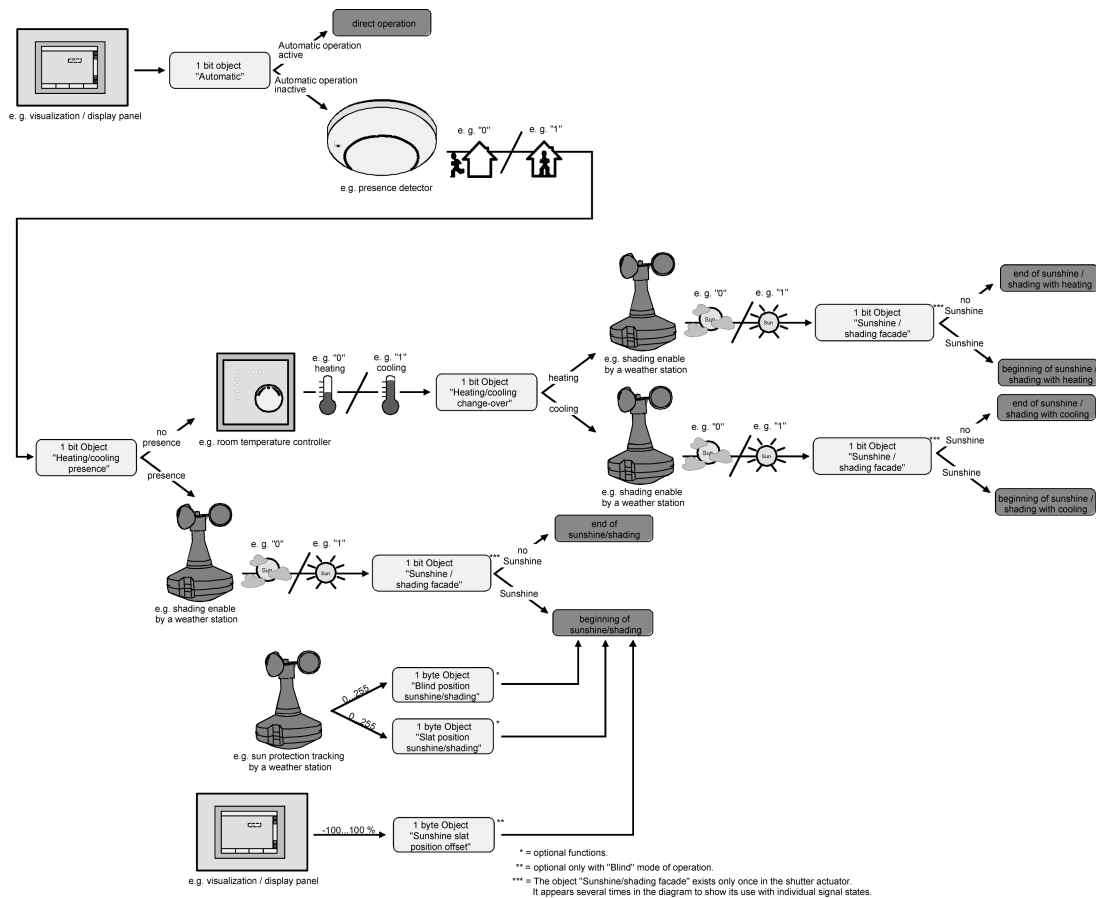 direct operation
Automatic operation
active
1 bit object
"Automatic"
Automatic operation
inactive
e. g. visualization / display panel
e. g. "0"
e. g. "1"
e.g. presence detector
end of sunshine /
shading with heating
e. g. "0"
e. g. "1"
Sun
Sun
1 bit Object
"Sunshine /
shading facade"
***
no
Sunshine
Sunshine
e.g. shading enable
by a weather station
beginning of sunshine /
shading with heating
e. g. "0"
heating
e. g. "1"
cooling
1 bit Object
"Heating/cooling
change-over"
heating
cooling
e.g. room temperature controller
end of sunshine /
shading with cooling
e. g. "0"
e. g. "1"
Sun
Sun
1 bit Object
"Sunshine /
shading facade"
***
no
Sunshine
Sunshine
e.g. shading enable
by a weather station
beginning of sunshine /
shading with cooling
1 bit Object
"Heating/cooling
presence"
no
presence
presence
end of
sunshine/shading
e. g. "0"
e. g. "1"
Sun
Sun
1 bit Object
"Sunshine /
shading facade"
***
no
Sunshine
Sunshine
e.g. shading enable
by a weather station
beginning of
sunshine/shading
0...255
1 byte Object
"Blind position
sunshine/shading"
*
0...255
1 byte Object
"Slat position
sunshine/shading"
*
e.g. sun protection tracking
by a weather station
-100...100 %
1 byte Object
"Sunshine slat
position offset"
**
e.g. visualization / display panel
* = optional functions.
** = optional only with "Blind" mode of operation.
*** = The object "Sunshine/shading facade" exists only once in the shutter actuator.
It appears several times in the diagram to show its use with individual signal states.